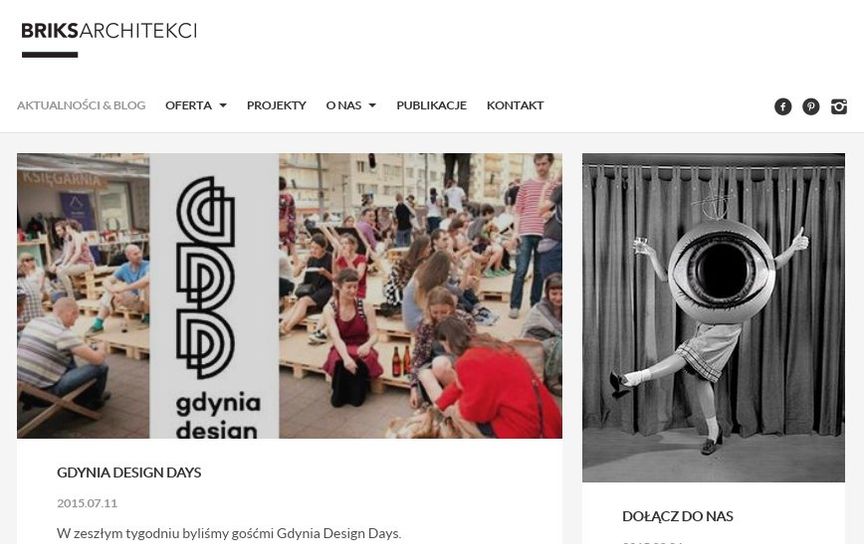 BRIKSARCHITEKCI
AKTUALNOŚCI & BLOG OFERTA PROJEKTY O NAS PUBLIKACJE KONTAKT
KSIĘGARNIA
gdynia
design
GDYNIA DESIGN DAYS
2015.07.11
W zeszłym tygodniu byliśmy gośćmi Gdynia Design Days.
DOŁĄCZ DO NAS